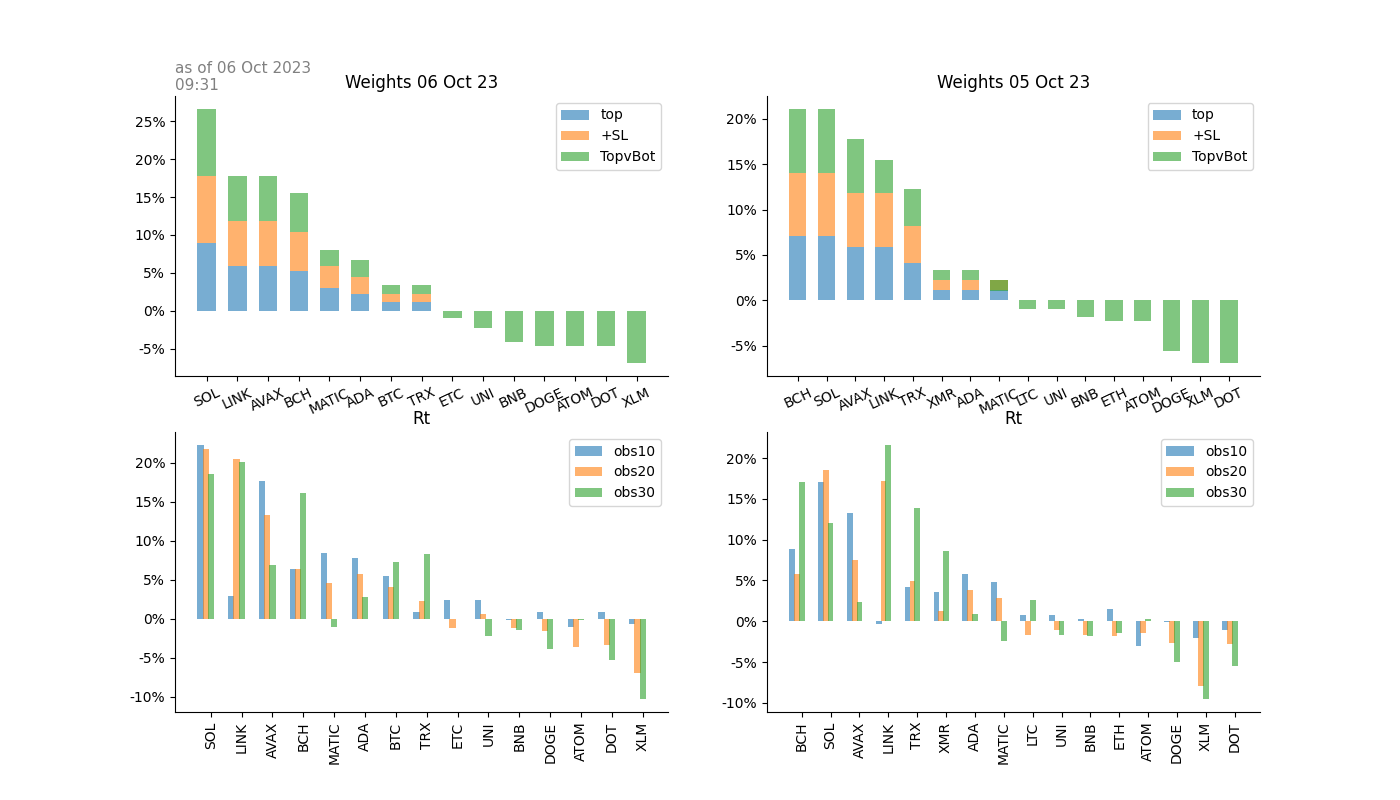 as of 06 Oct 2023
09:31
Weights 06 Oct 23
25%
20%
15%
10%
5%
0%
-5%
top
+SL
TopvBot
SOL LINK AVAX BCH MATIC ADA BTC TRX ETC UNI BNB DOGE ATOM DOT XLM
Weights 05 Oct 23
20%
15%
10%
5%
0%
-5%
top
+SL
TopvBot
BCH SOL AVAX LINK TRX XMR ADA MATIC LTC UNI BNB ETH ATOM DOGE XLM DOT
Rt
20%
15%
10%
5%
0%
-5%
-10%
obs10
obs20
obs30
SOL LINK AVAX BCH MATIC ADA BTC TRX ETC UNI BNB DOGE ATOM DOT XLM
Rt
20%
15%
10%
5%
0%
-5%
-10%
obs10
obs20
obs30
BCH SOL AVAX LINK TRX XMR ADA MATIC LTC UNI BNB ETH ATOM DOGE XLM DOT